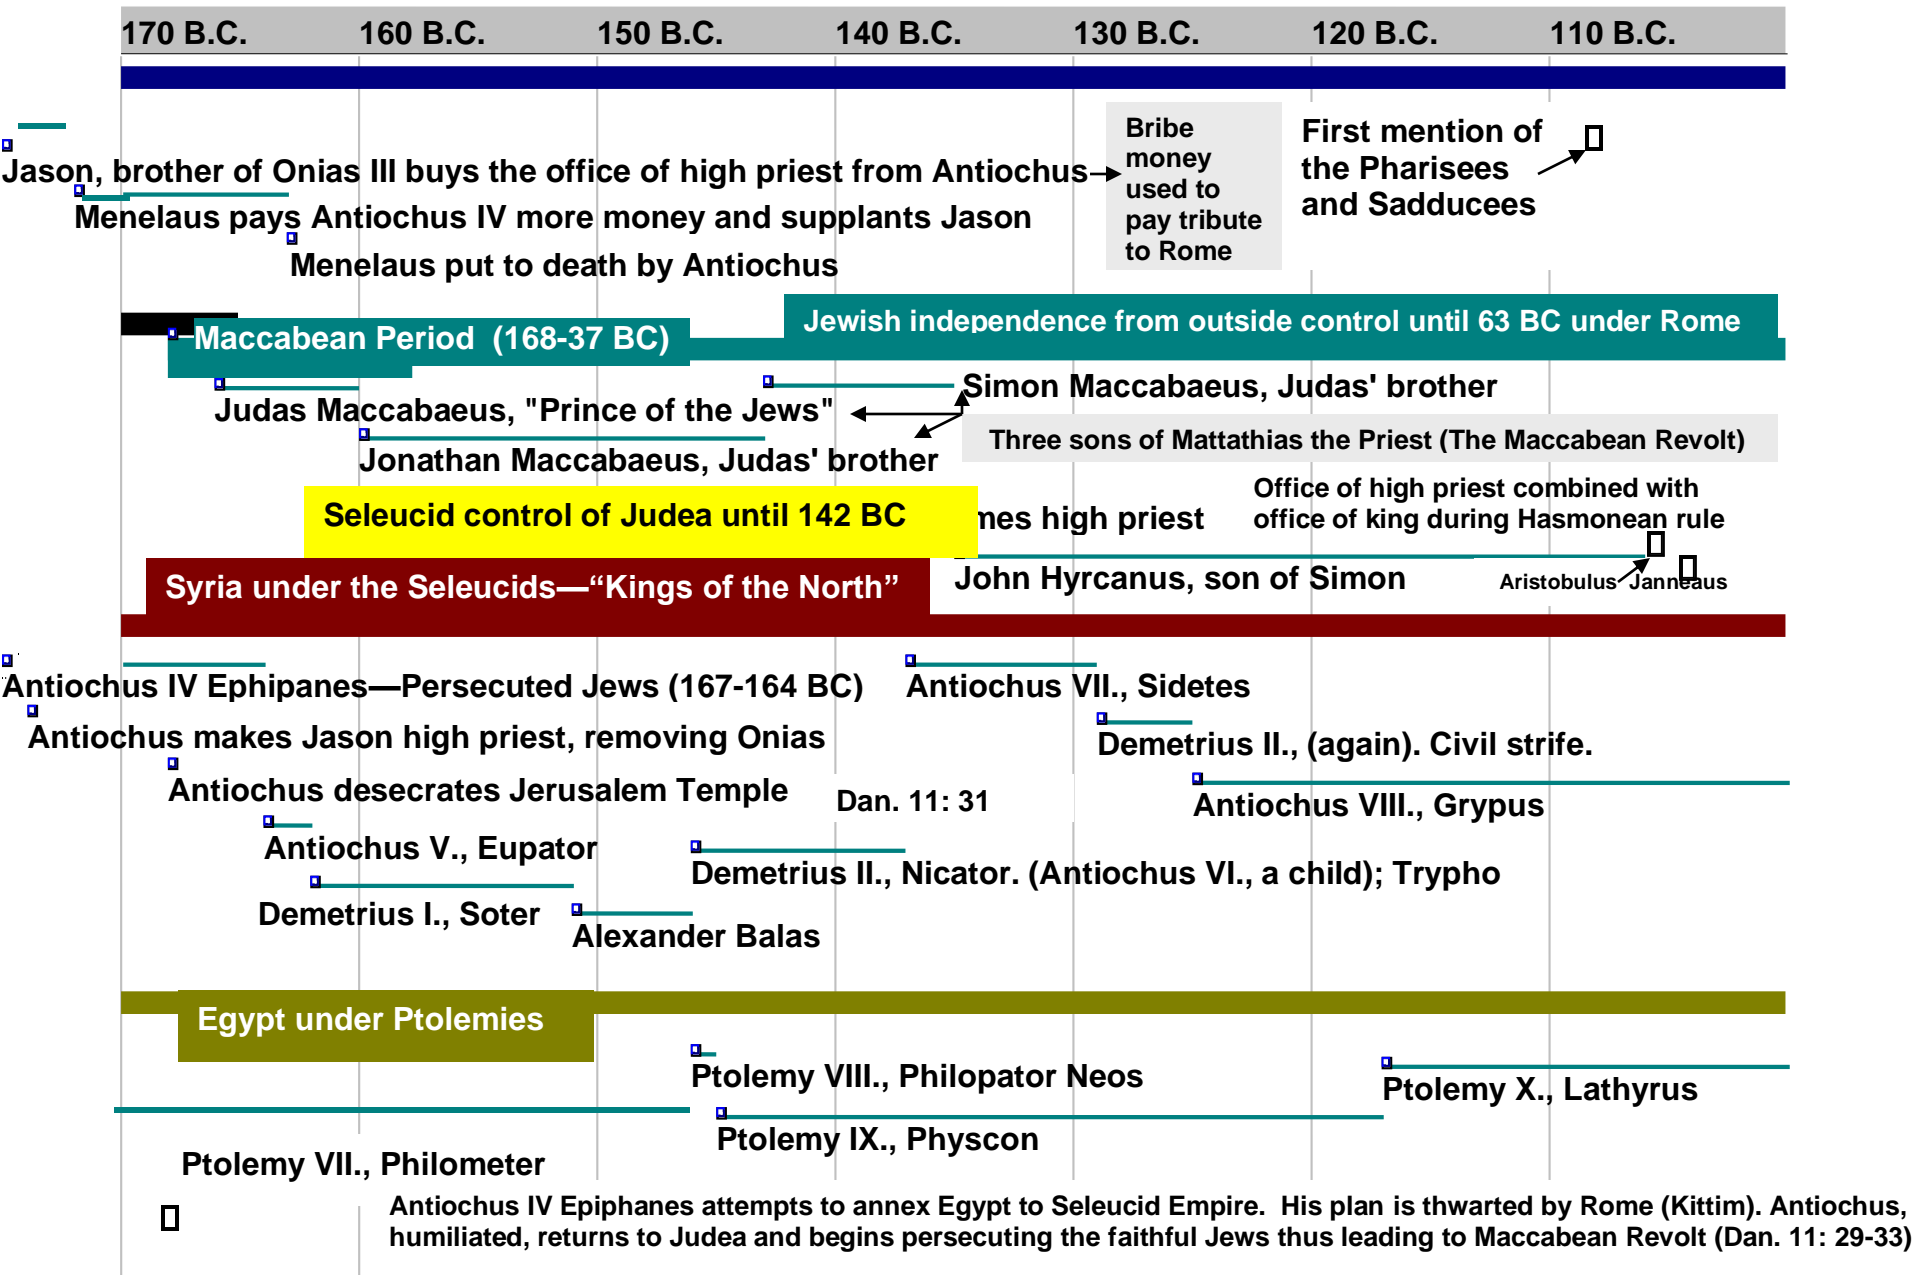 170 B.C. 160 B.C. 150 B.C. 140 B.C. 130 B.C. 120 B.C. 110 B.C.
Jason, brother of Onias III buys the office of high priest from Antiochus
Bribe
money
used to
pay tribute
to Rome
First mention of
the Pharisees
and Sadducees
Menelaus pays Antiochus IV more money and supplants Jason
Menelaus put to death by Antiochus
Maccabean Period (168-37 BC)
Jewish independence from outside control until 63 BC under Rome
Simon Maccabaeus, Judas' brother
Judas Maccabaeus, "Prince of the Jews"
Three sons of Mattathias the Priest (The Maccabean Revolt)
Jonathan Maccabaeus, Judas' brother
Seleucid control of Judea until 142 BC
high priest
Office of high priest combined with
office of king during Hasmonean rule
John Hyrcanus, son of Simon
Aristobulus Janneaus
Syria under the Seleucids—“Kings of the North”
Antiochus IV Ephipanes—Persecuted Jews (167-164 BC)
Antiochus VII., Sidetes
Antiochus makes Jason high priest, removing Onias
Demetrius II., (again). Civil strife.
Antiochus desecrates Jerusalem Temple
Dan. 11: 31
Antiochus VIII., Grypus
Antiochus V., Eupator
Demetrius II., Nicator. (Antiochus VI., a child); Trypho
Demetrius I., Soter
Alexander Balas
Egypt under Ptolemies
Ptolemy VIII., Philopator Neos
Ptolemy X., Lathyrus
Ptolemy IX., Physcon
Ptolemy VII., Philometer
Antiochus IV Epiphanes attempts to annex Egypt to Seleucid Empire. His plan is thwarted by Rome (Kittim). Antiochus,
humiliated, returns to Judea and begins persecuting the faithful Jews thus leading to Maccabean Revolt (Dan. 11: 29-33)